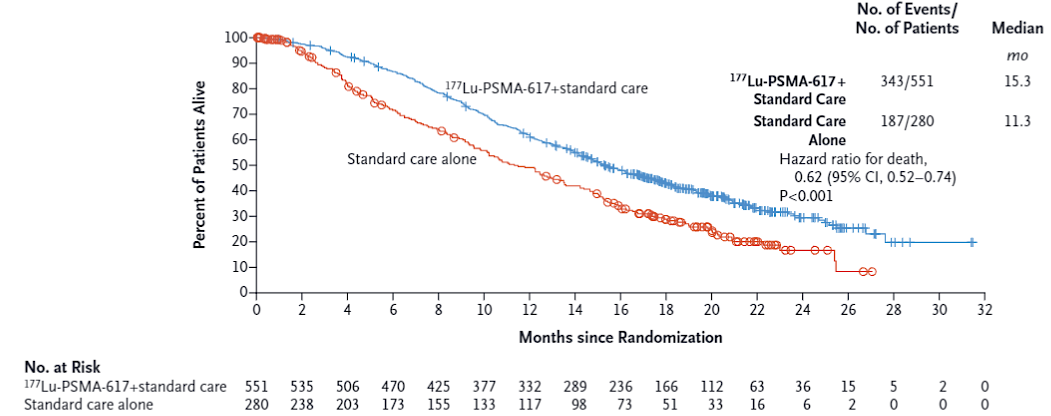 No. of Events/
No. of Patients
Median
mo
¹⁷⁷Lu-PSMA-617+
Standard Care
343/551
15.3
Standard Care
Alone
187/280
11.3
Hazard ratio for death,
0.62 (95% CI, 0.52–0.74)
P<0.001
¹⁷⁷Lu-PSMA-617+standard care
Standard care alone
Percent of Patients Alive
100
90
80
70
60
50
40
30
20
10
0
0 2 4 6 8 10 12 14 16 18 20 22 24 26 28 30 32
Months since Randomization
No. at Risk
¹⁷⁷Lu-PSMA-617+standard care 551 535 506 470 425 377 332 289 236 166 112 63 36 15 5 2 0
Standard care alone 280 238 203 173 155 133 117 98 73 51 33 16 6 2 0 0 0